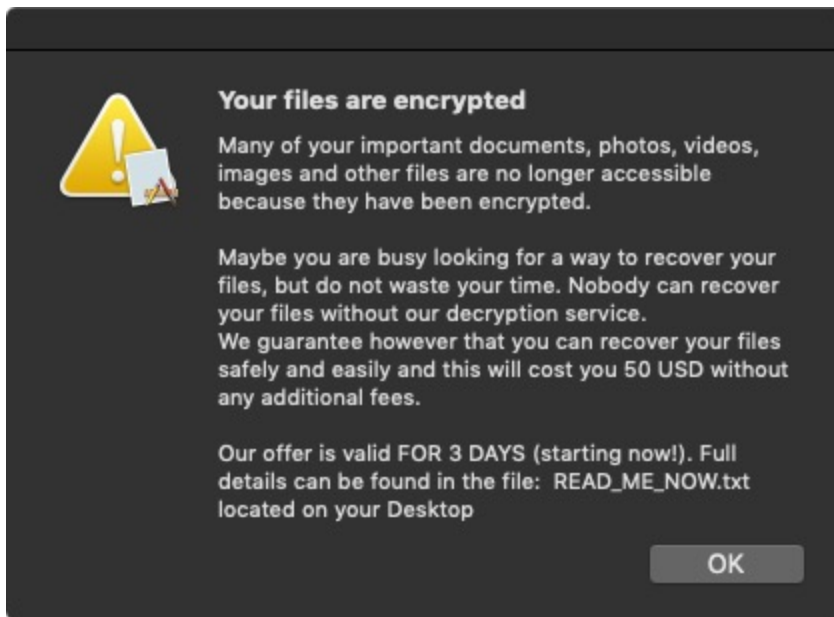 Your files are encrypted
Many of your important documents, photos, videos,
images and other files are no longer accessible
because they have been encrypted.
Maybe you are busy looking for a way to recover your
files, but do not waste your time. Nobody can recover
your files without our decryption service.
We guarantee however that you can recover your files
safely and easily and this will cost you 50 USD without
any additional fees.
Our offer is valid FOR 3 DAYS (starting now!). Full
details can be found in the file:  READ_ME_NOW.txt
located on your Desktop
OK